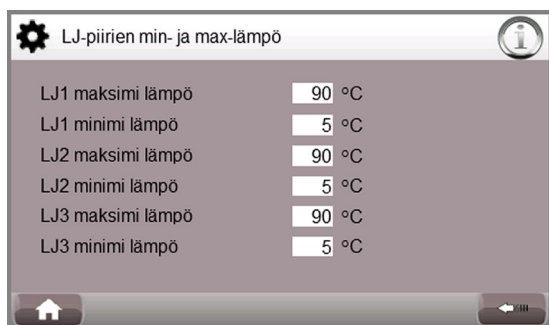 LJ-piirien min- ja max-lämpö
LJ1 maksimi lämpö 90 °C
LJ1 minimi lämpö 5 °C
LJ2 maksimi lämpö 90 °C
LJ2 minimi lämpö 5 °C
LJ3 maksimi lämpö 90 °C
LJ3 minimi lämpö 5 °C